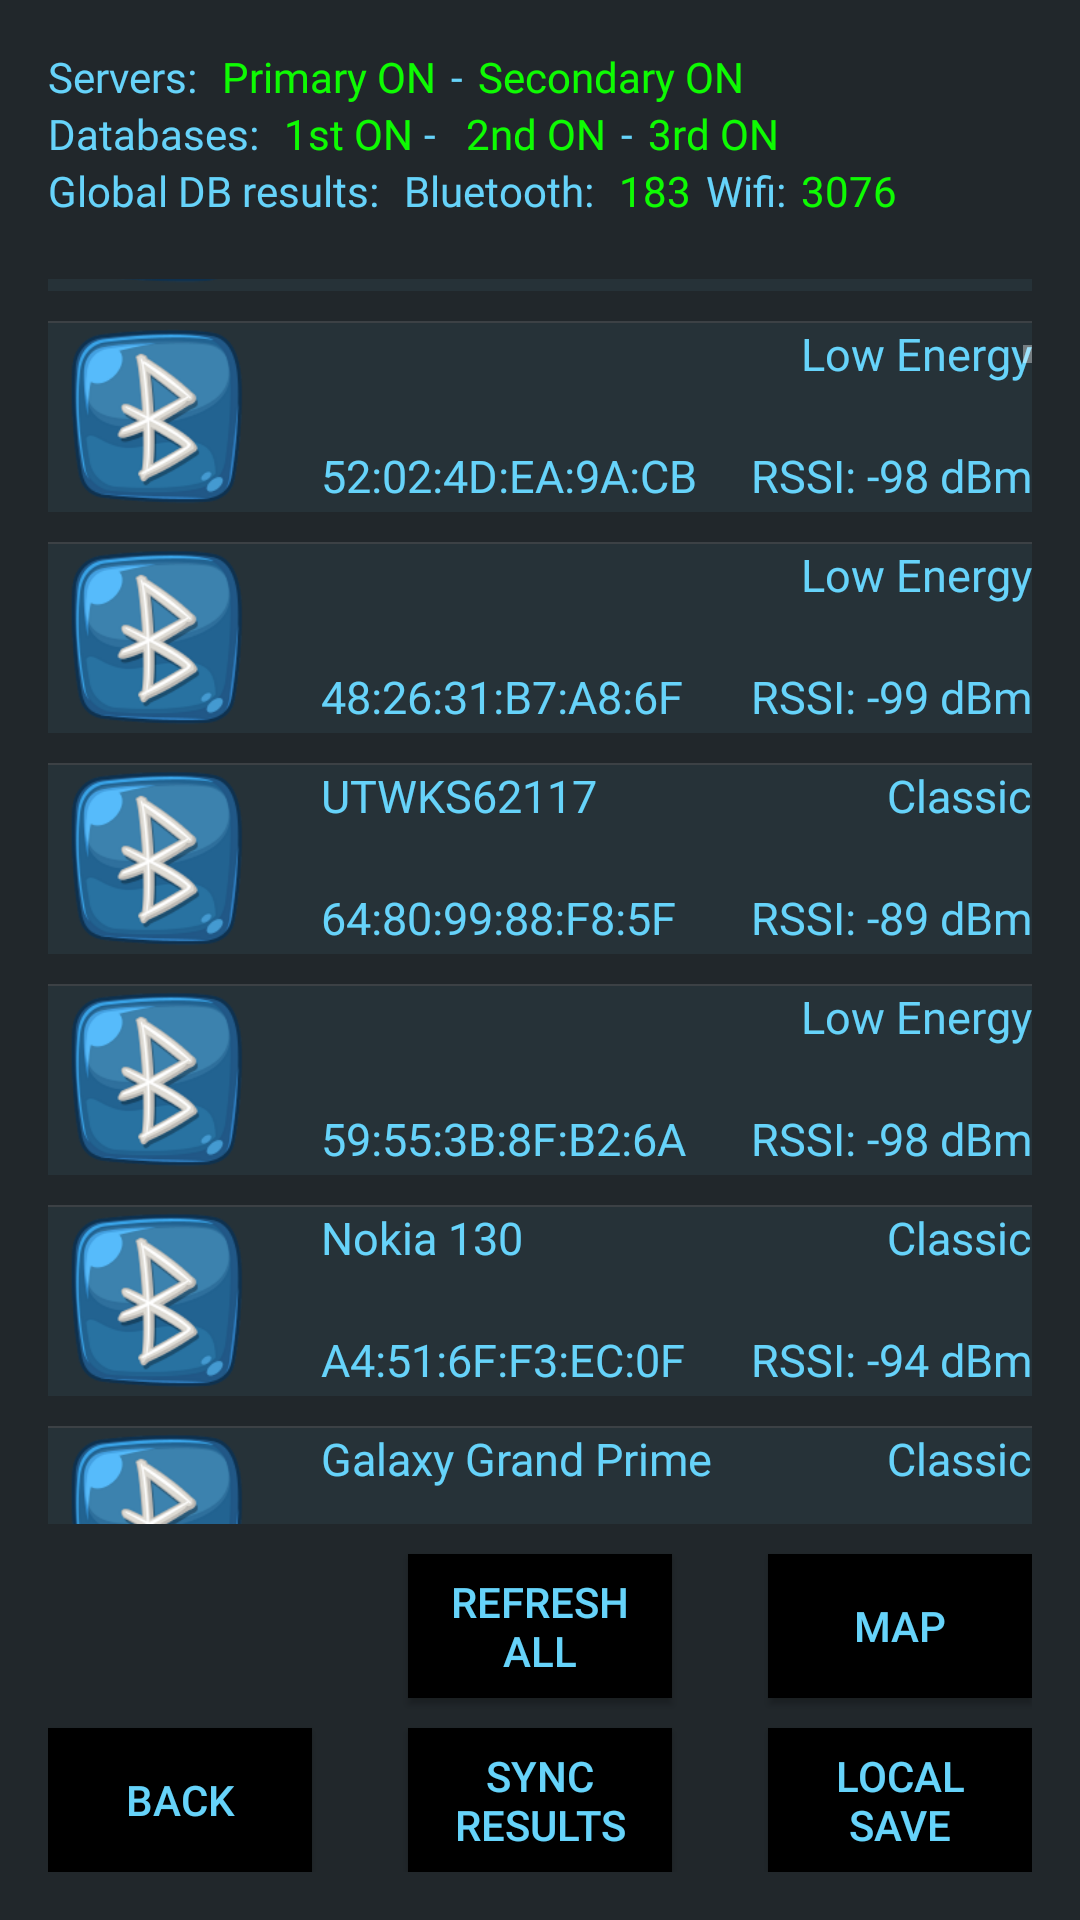 Servers: Primary ON - Secondary ON
Databases: 1st ON - 2nd ON - 3rd ON
Global DB results: Bluetooth: 183 Wifi: 3076
Low Energy
52:02:4D:EA:9A:CB RSSI: -98 dBm
Low Energy
48:26:31:B7:A8:6F RSSI: -99 dBm
UTWKS62117 Classic
64:80:99:88:F8:5F RSSI: -89 dBm
Low Energy
59:55:3B:8F:B2:6A RSSI: -98 dBm
Nokia 130 Classic
A4:51:6F:F3:EC:0F RSSI: -94 dBm
Galaxy Grand Prime Classic
REFRESH
ALL
MAP
BACK
SYNC
RESULTS
LOCAL
SAVE